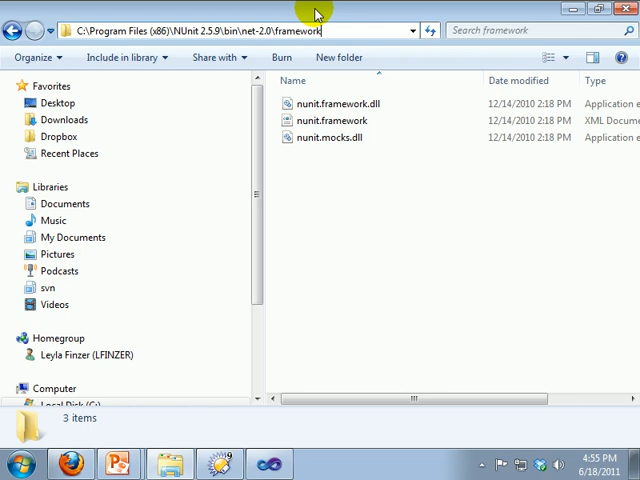 C:\Program Files (x86)\NUnit 2.5.9\bin\net-2.0\framework
Search framework
Organize Include in library Share with Burn New folder
Name Date modified Type
nunit.framework.dll 12/14/2010 2:18 PM Application e
nunit.framework 12/14/2010 2:18 PM XML Docume
nunit.mocks.dll 12/14/2010 2:18 PM Application e
Favorites
Desktop
Downloads
Dropbox
Recent Places
Libraries
Documents
Music
My Documents
Pictures
Podcasts
svn
Videos
Homegroup
Leyla Finzer (LFINZER)
Computer
Local Disk (C:)
3 items
9
4:55 PM
6/18/2011